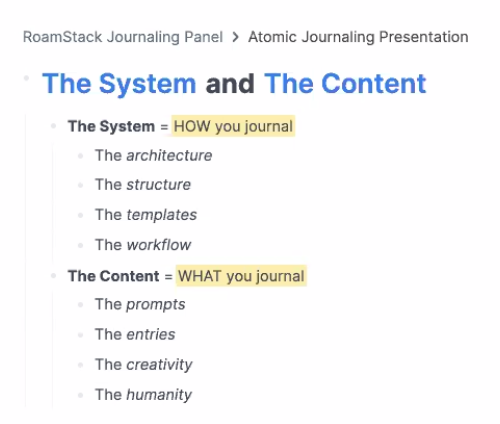 RoamStack Journaling Panel > Atomic Journaling Presentation
The System and The Content
The System = HOW you journal
The architecture
The structure
The templates
The workflow
The Content = WHAT you journal
The prompts
The entries
The creativity
The humanity